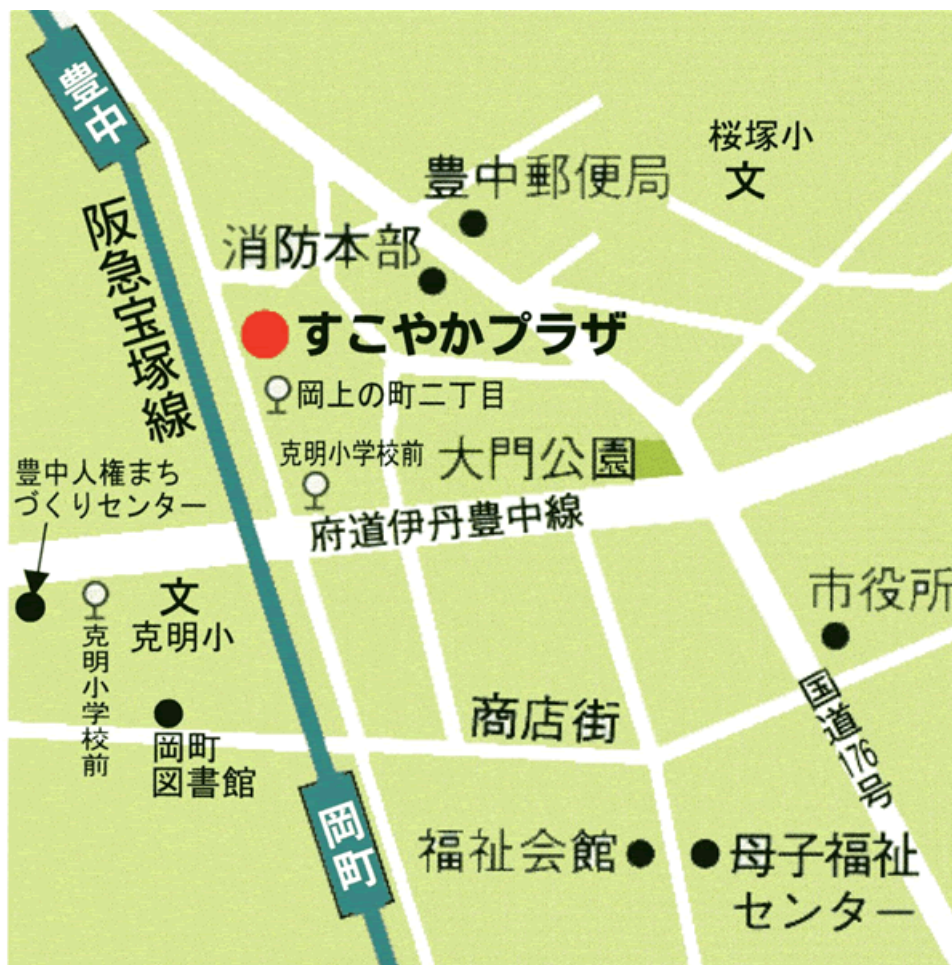 豊中
桜塚小
文
豊中郵便局
消防本部
阪急宝塚線
すこやかプラザ
岡上の町二丁目
克明小学校前
大門公園
豊中人権まち
づくりセンター
府道伊丹豊中線
文
克明小
克明小学校前
市役所
国道176号
商店街
岡町
図書館
岡町
福祉会館
母子福祉
センター